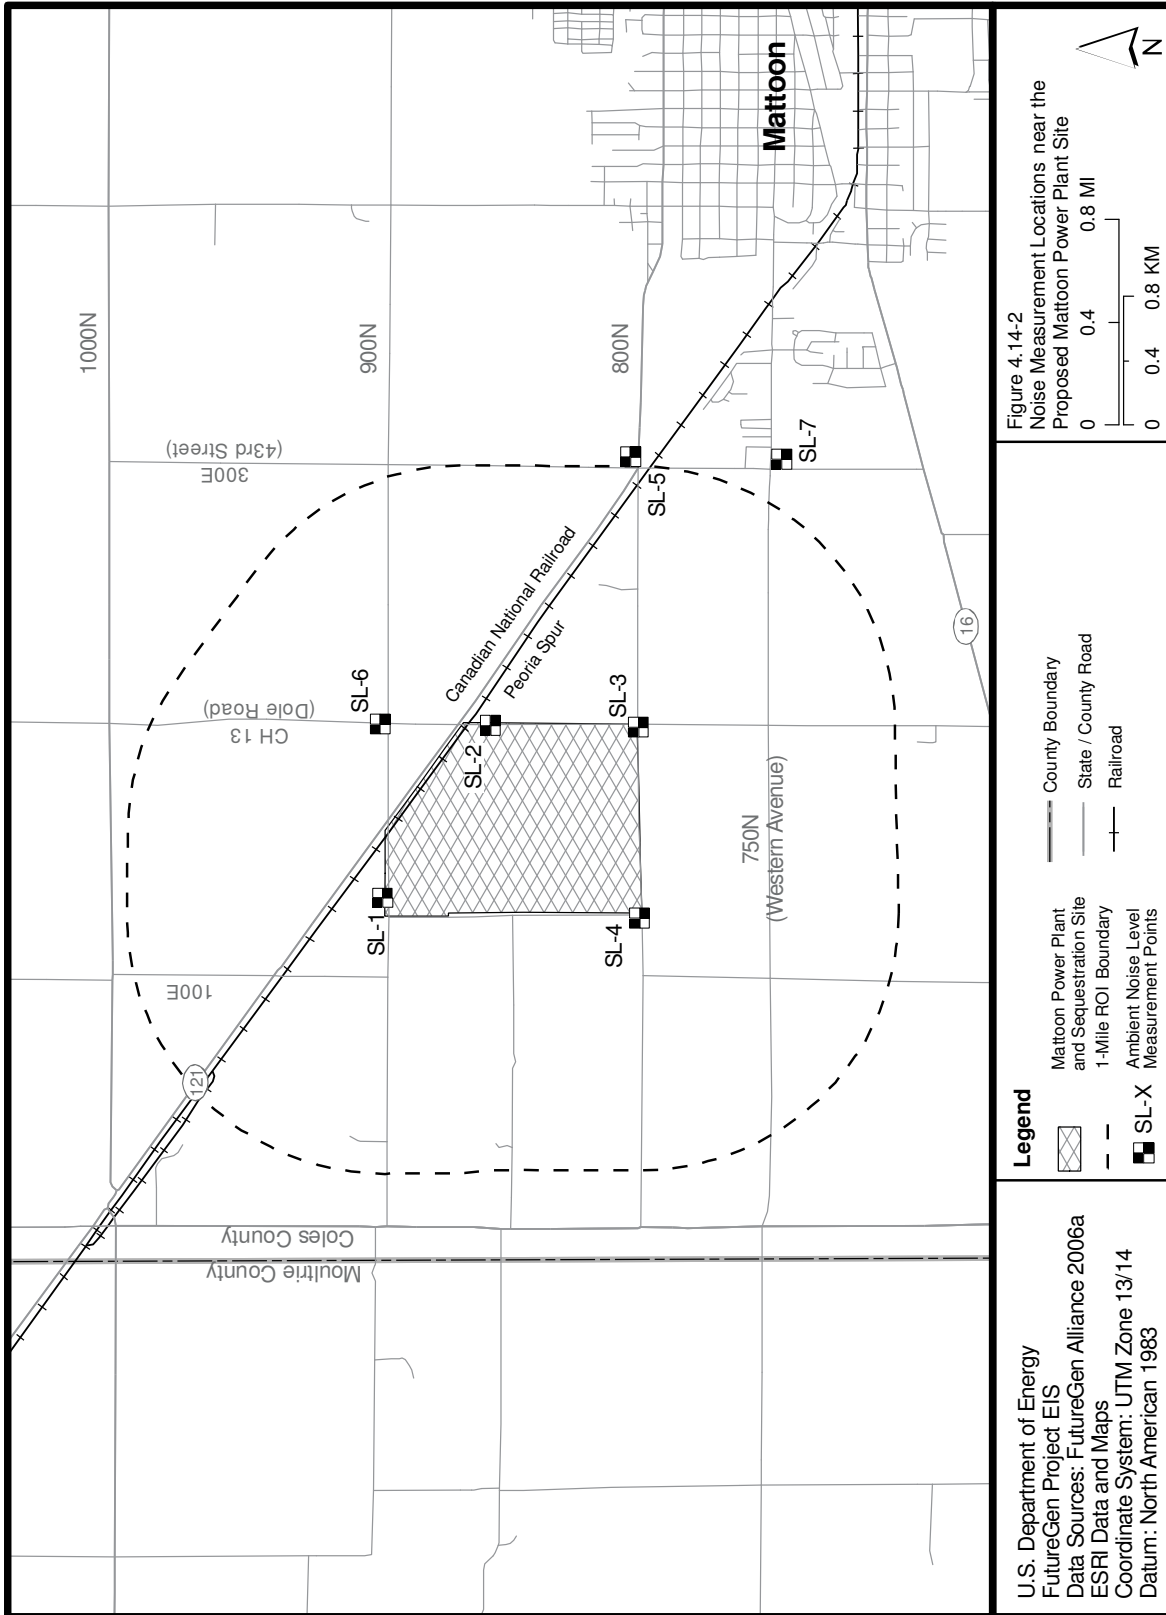 Mattoon
1000N
900N
800N
300E
(43rd Street)
SL-5
SL-7
Canadian National Railroad
Peoria Spur
SL-6
CH 13
(Dole Road)
SL-2
SL-3
16
750N
(Western Avenue)
SL-1
SL-4
100E
121
Coles County
Moultrie County
U.S. Department of Energy
FutureGen Project EIS
Data Sources: FutureGen Alliance 2006a
ESRI Data and Maps
Coordinate System: UTM Zone 13/14
Datum: North American 1983
Legend
Mattoon Power Plant
and Sequestration Site
1-Mile ROI Boundary
SL-X
Ambient Noise Level
Measurement Points
County Boundary
State / County Road
Railroad
Figure 4.14-2
Noise Measurement Locations near the
Proposed Mattoon Power Plant Site
0 0.4 0.8 MI
0 0.4 0.8 KM
N